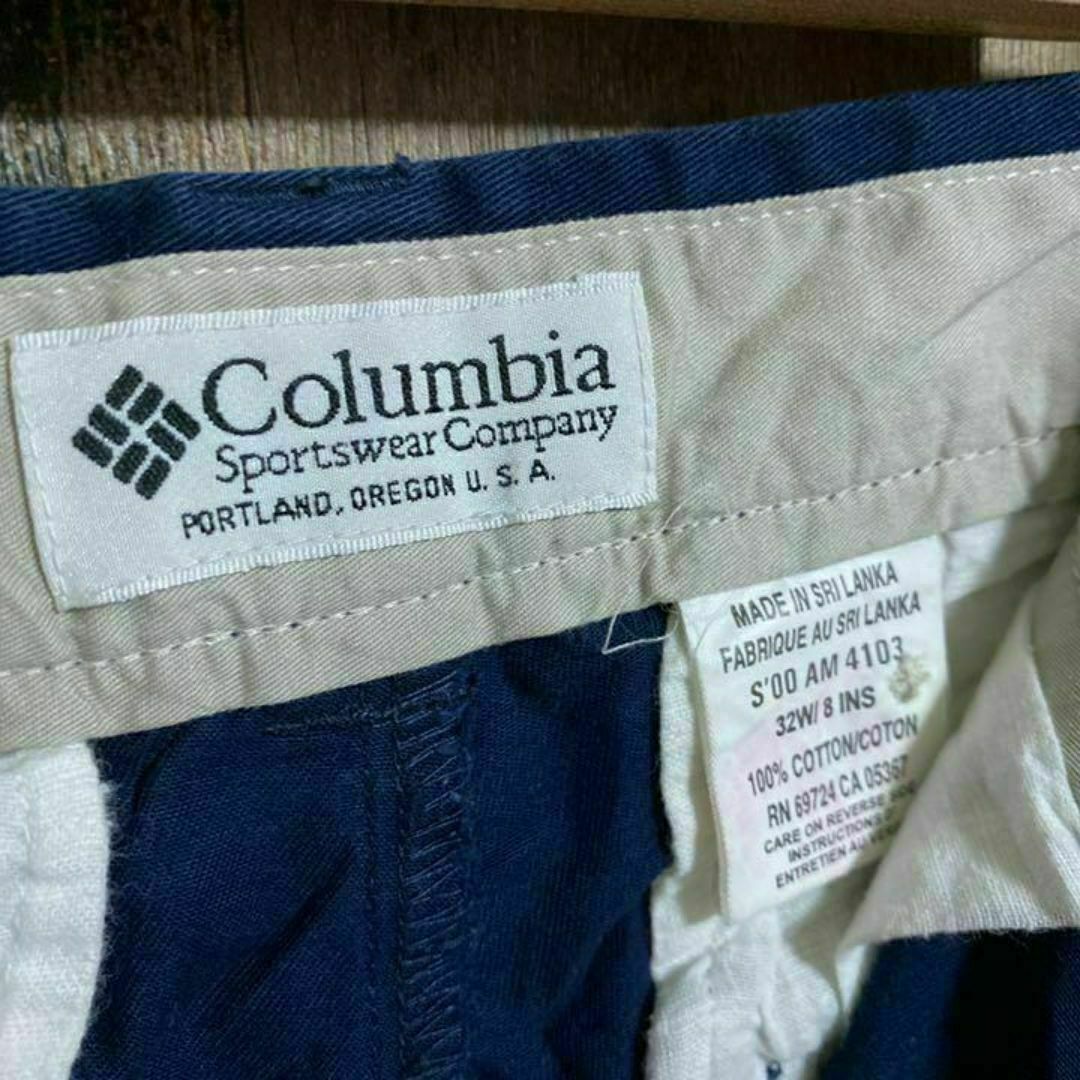 Columbia
Sportswear Company
PORTLAND, OREGON U. S. A.
MADE IN SRI LANKA
FABRIQUE AU SRI LANKA
S'00 AM 4103
32W/ 8 INS
100% COTTON/COTON
RN 69724 CA 05367
CARE ON REVERSE
INSTRUCTIONS
ENTRETIEN AU